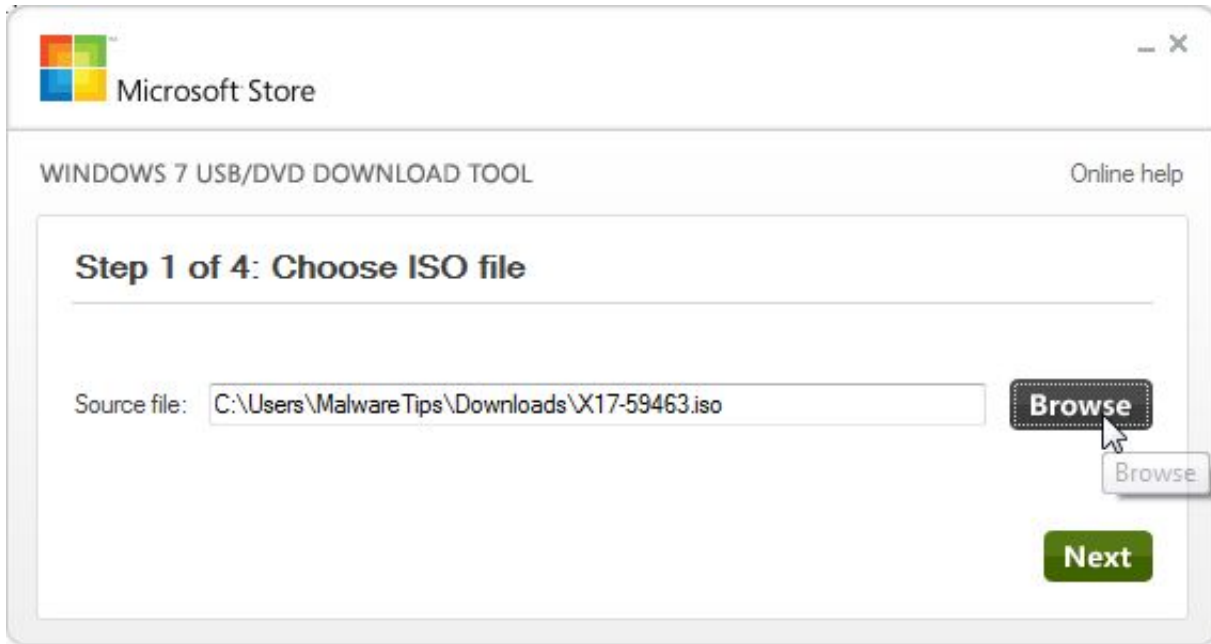 Microsoft Store
WINDOWS 7 USB/DVD DOWNLOAD TOOL Online help
Step 1 of 4: Choose ISO file
Source file: C:\Users\MalwareTips\Downloads\X17-59463.iso Browse
Browse
Next